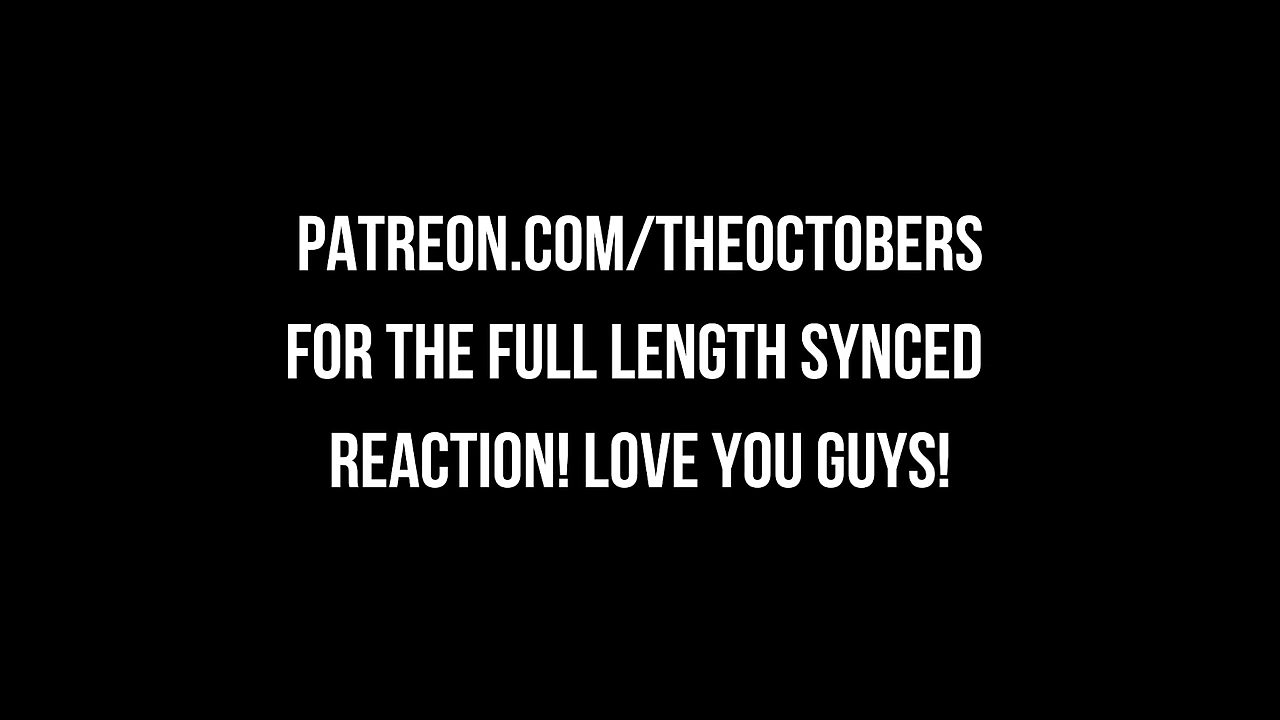 PATREON.COM/THEOCTOBERS
FOR THE FULL LENGTH SYNCED
REACTION! LOVE YOU GUYS!